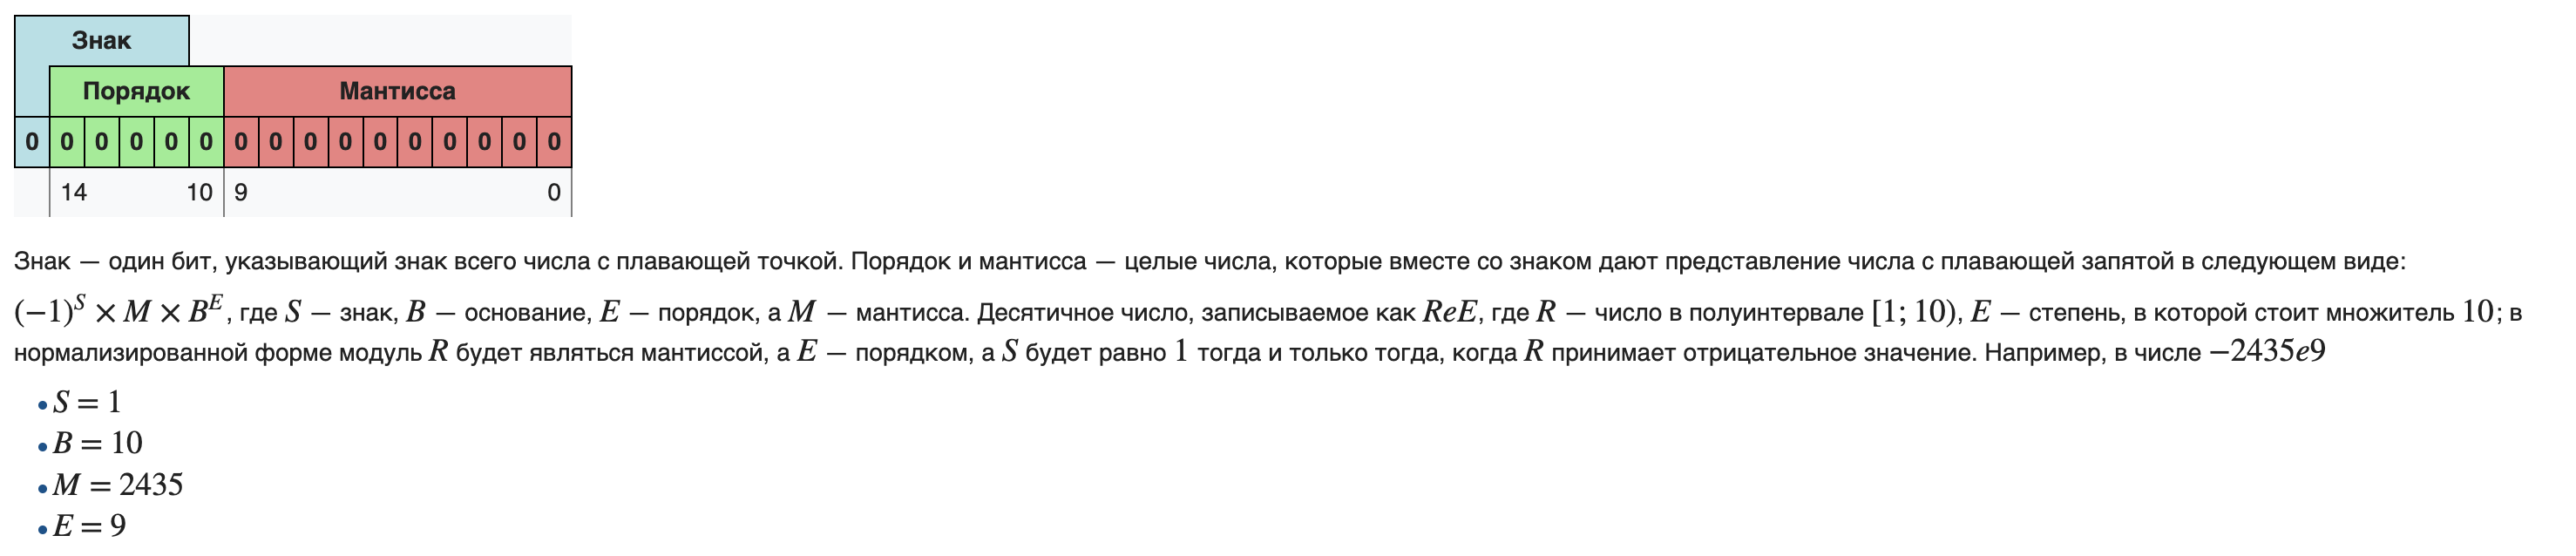 Знак
Порядок Мантисса
0 0 0 0 0 0 0 0 0 0 0 0 0 0 0 0
14 10 9 0
Знак — один бит, указывающий знак всего числа с плавающей точкой. Порядок и мантисса — целые числа, которые вместе со знаком дают представление числа с плавающей запятой в следующем виде:
(−1)^S × M × B^E, где S — знак, B — основание, E — порядок, а M — мантисса. Десятичное число, записываемое как ReE, где R — число в полуинтервале [1; 10), E — степень, в которой стоит множитель 10; в
нормализированной форме модуль R будет являться мантиссой, а E — порядком, а S будет равно 1 тогда и только тогда, когда R принимает отрицательное значение. Например, в числе −2435e9
• S = 1
• B = 10
• M = 2435
• E = 9